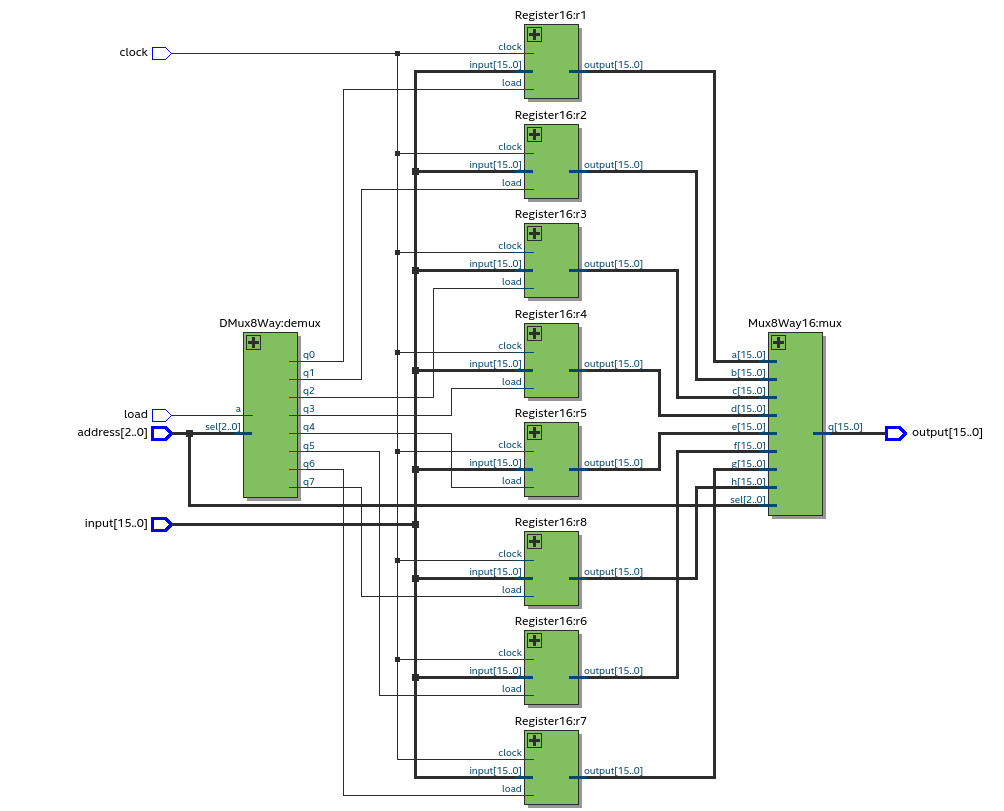 clock
load
address[2..0]
input[15..0]
DMux8Way:demux
a
sel[2..0]
q0
q1
q2
q3
q4
q5
q6
q7
Register16:r1
clock
input[15..0]
load
output[15..0]
Register16:r2
clock
input[15..0]
load
output[15..0]
Register16:r3
clock
input[15..0]
load
output[15..0]
Register16:r4
clock
input[15..0]
load
output[15..0]
Register16:r5
clock
input[15..0]
load
output[15..0]
Register16:r8
clock
input[15..0]
load
output[15..0]
Register16:r6
clock
input[15..0]
load
output[15..0]
Register16:r7
clock
input[15..0]
load
output[15..0]
Mux8Way16:mux
a[15..0]
b[15..0]
c[15..0]
d[15..0]
e[15..0]
f[15..0]
g[15..0]
h[15..0]
sel[2..0]
q[15..0]
output[15..0]